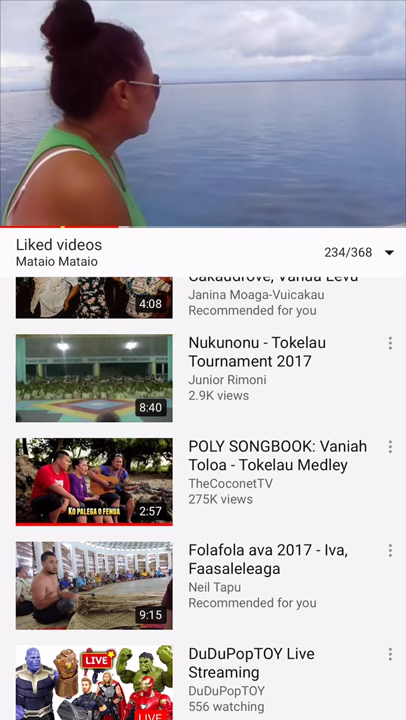 Liked videos
Mataio Mataio
234/368
Cakaudrove, Vanua Levu
4:08
Janina Moaga-Vuicakau
Recommended for you
Nukunonu - Tokelau
Tournament 2017
Junior Rimoni
2.9K views
8:40
POLY SONGBOOK: Vaniah
Toloa - Tokelau Medley
TheCoconetTV
275K views
KO PALEGA O FENUA
2:57
Folafola ava 2017 - Iva,
Faasaleleaga
Neil Tapu
Recommended for you
9:15
DuDuPopTOY Live
Streaming
DuDuPopTOY
556 watching
LIVE
LIVE